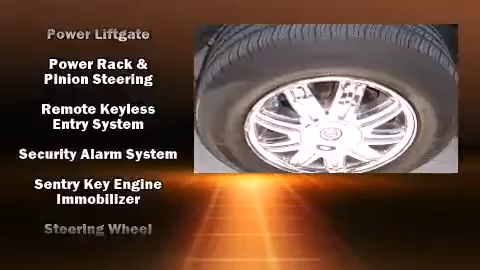 Power Liftgate
Power Rack &
Pinion Steering
Remote Keyless
Entry System
Security Alarm System
Sentry Key Engine
Immobilizer
Steering Wheel